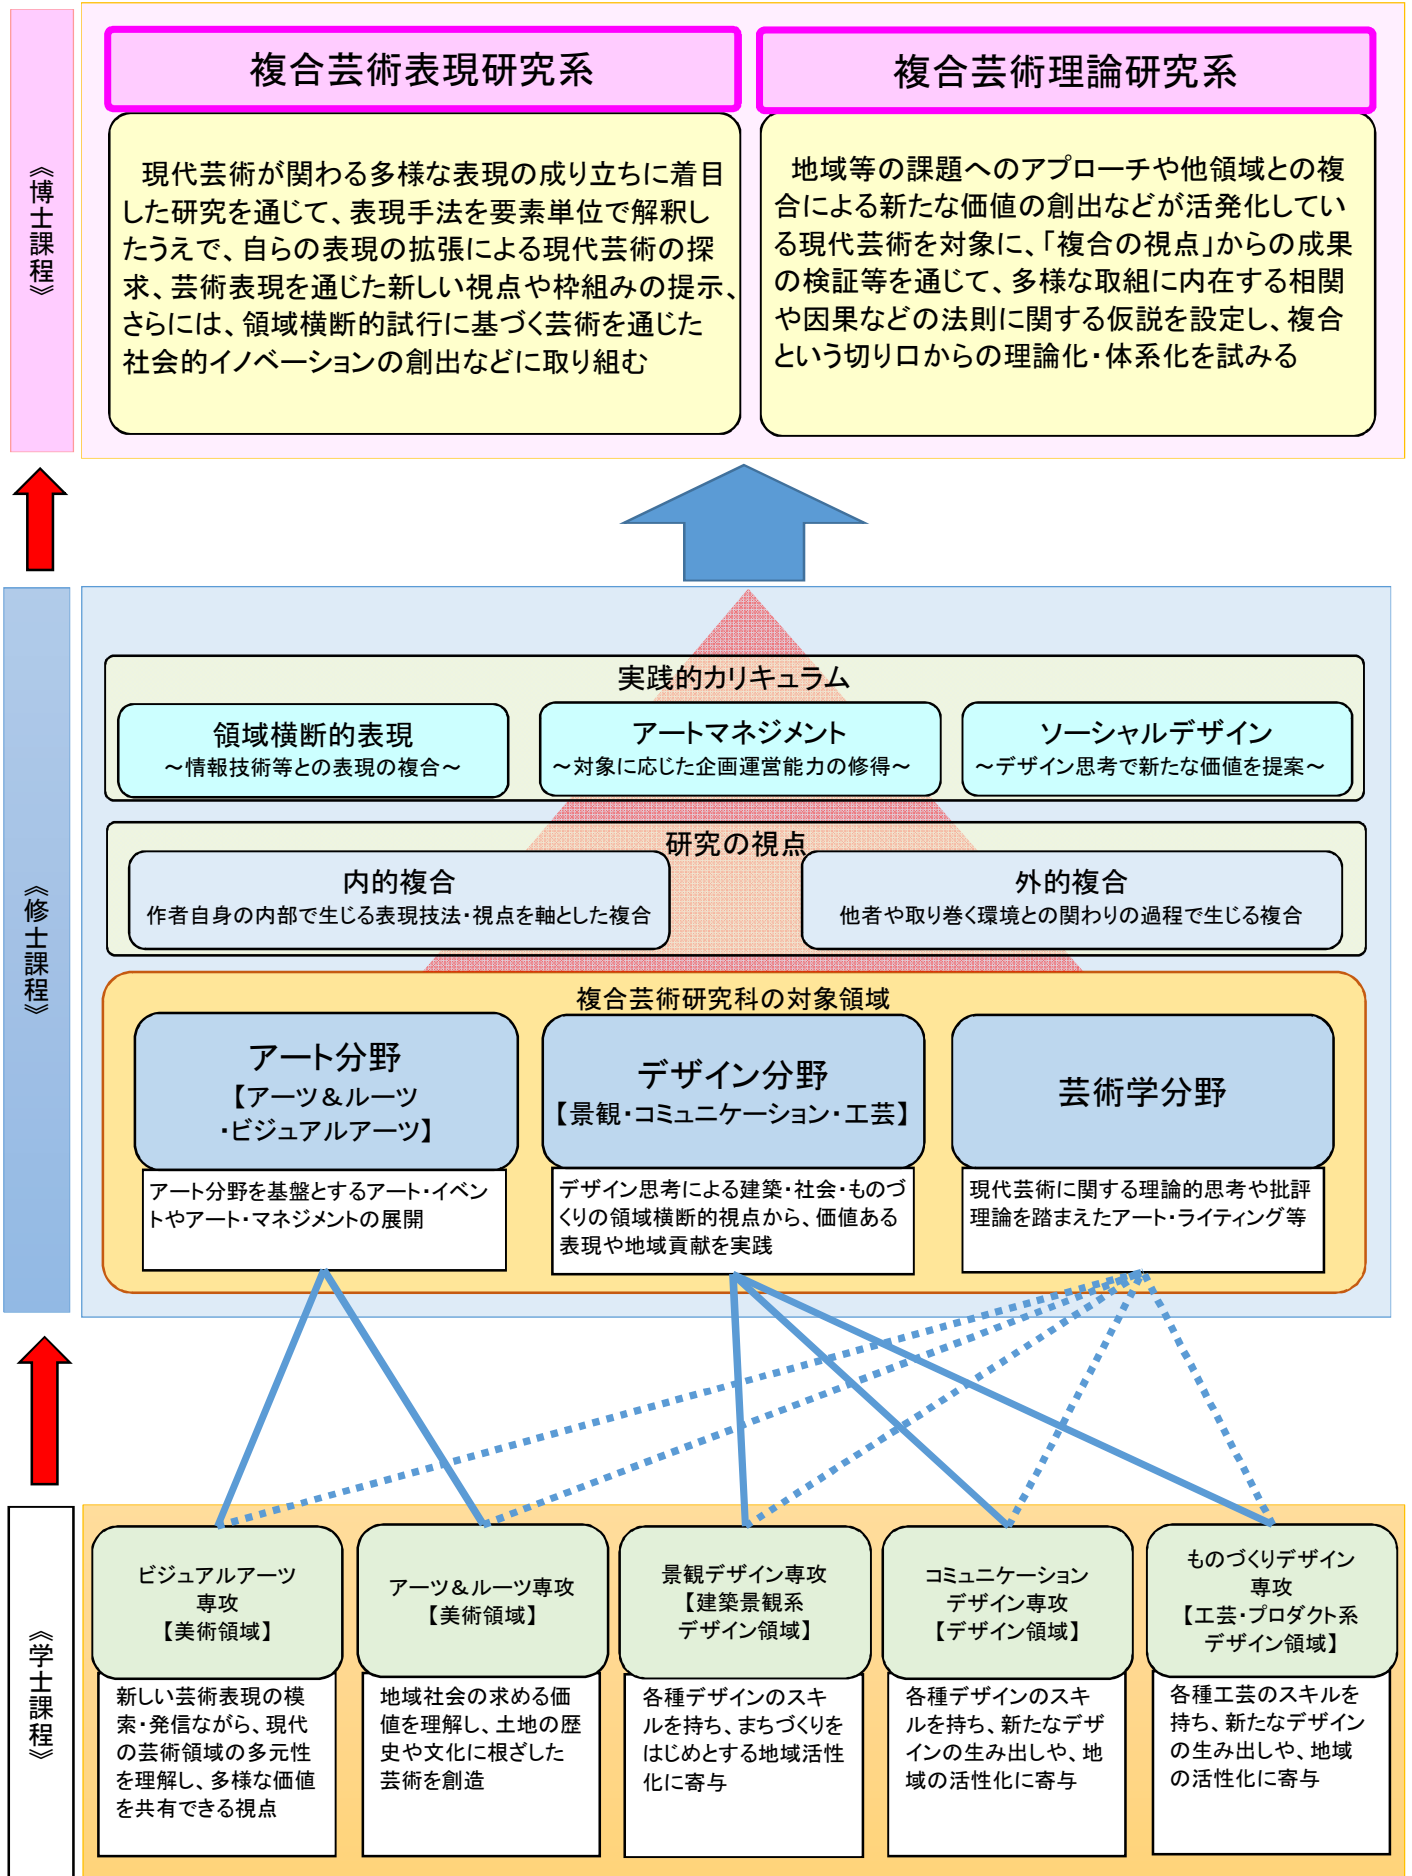 《博士課程》
複合芸術表現研究系
現代芸術が関わる多様な表現の成り立ちに着目
した研究を通じて、表現手法を要素単位で解釈し
たうえで、自らの表現の拡張による現代芸術の探
求、芸術表現を通じた新しい視点や枠組みの提示、
さらには、領域横断的試行に基づく芸術を通じた
社会的イノベーションの創出などに取り組む
複合芸術理論研究系
地域等の課題へのアプローチや他領域との複
合による新たな価値の創出などが活発化してい
る現代芸術を対象に、「複合の視点」からの成果
の検証等を通じて、多様な取組に内在する相関
や因果などの法則に関する仮説を設定し、複合
という切り口からの理論化・体系化を試みる
《修士課程》
実践的カリキュラム
領域横断的表現
～情報技術等との表現の複合～
アートマネジメント
～対象に応じた企画運営能力の修得～
ソーシャルデザイン
～デザイン思考で新たな価値を提案～
研究の視点
内的複合
作者自身の内部で生じる表現技法・視点を軸とした複合
外的複合
他者や取り巻く環境との関わりの過程で生じる複合
複合芸術研究科の対象領域
アート分野
【アーツ＆ルーツ
・ビジュアルアーツ】
アート分野を基盤とするアート・イベン
トやアート・マネジメントの展開
デザイン分野
【景観・コミュニケーション・工芸】
デザイン思考による建築・社会・ものづ
くりの領域横断的視点から、価値ある
表現や地域貢献を実践
芸術学分野
現代芸術に関する理論的思考や批評
理論を踏まえたアート・ライティング等
《学士課程》
ビジュアルアーツ
専攻
【美術領域】
新しい芸術表現の模
索・発信ながら、現代
の芸術領域の多元性
を理解し、多様な価値
を共有できる視点
アーツ＆ルーツ専攻
【美術領域】
地域社会の求める価
値を理解し、土地の歴
史や文化に根ざした
芸術を創造
景観デザイン専攻
【建築景観系
デザイン領域】
各種デザインのスキ
ルを持ち、まちづくりを
はじめとする地域活性
化に寄与
コミュニケーション
デザイン専攻
【デザイン領域】
各種デザインのスキ
ルを持ち、新たなデザ
インの生み出しや、地
域の活性化に寄与
ものづくりデザイン
専攻
【工芸・プロダクト系
デザイン領域】
各種工芸のスキルを
持ち、新たなデザイン
の生み出しや、地域
の活性化に寄与